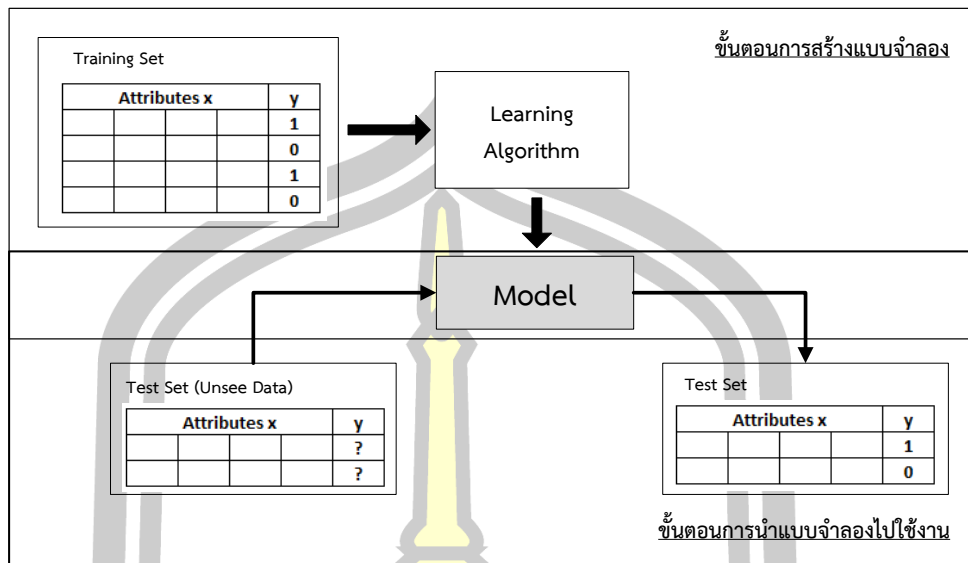 ขั้นตอนการสร้างแบบจำลอง
Training Set
Attributes x y
1
0
1
0
Learning
Algorithm
Model
Test Set (Unsee Data)
Attributes x y
?
?
Test Set
Attributes x y
1
0
ขั้นตอนการนำแบบจำลองไปใช้งาน